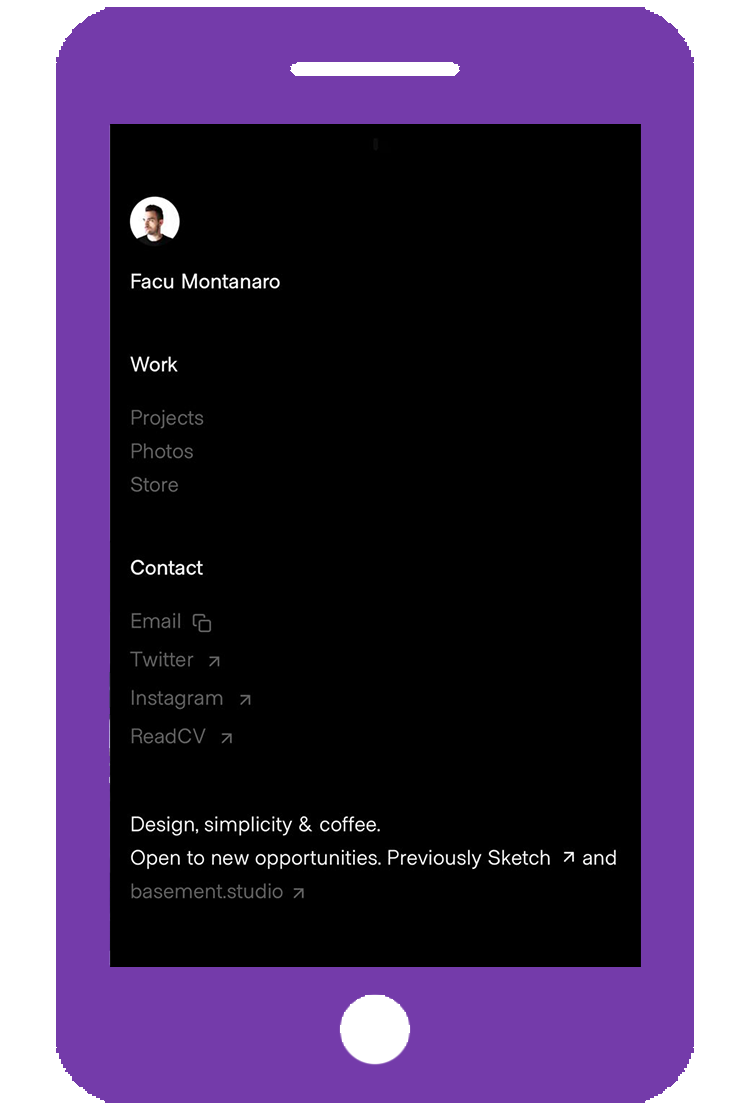 Facu Montanaro
Work
Projects
Photos
Store
Contact
Email
Twitter ↗
Instagram ↗
ReadCV ↗
Design, simplicity & coffee.
Open to new opportunities. Previously Sketch ↗ and
basement.studio ↗